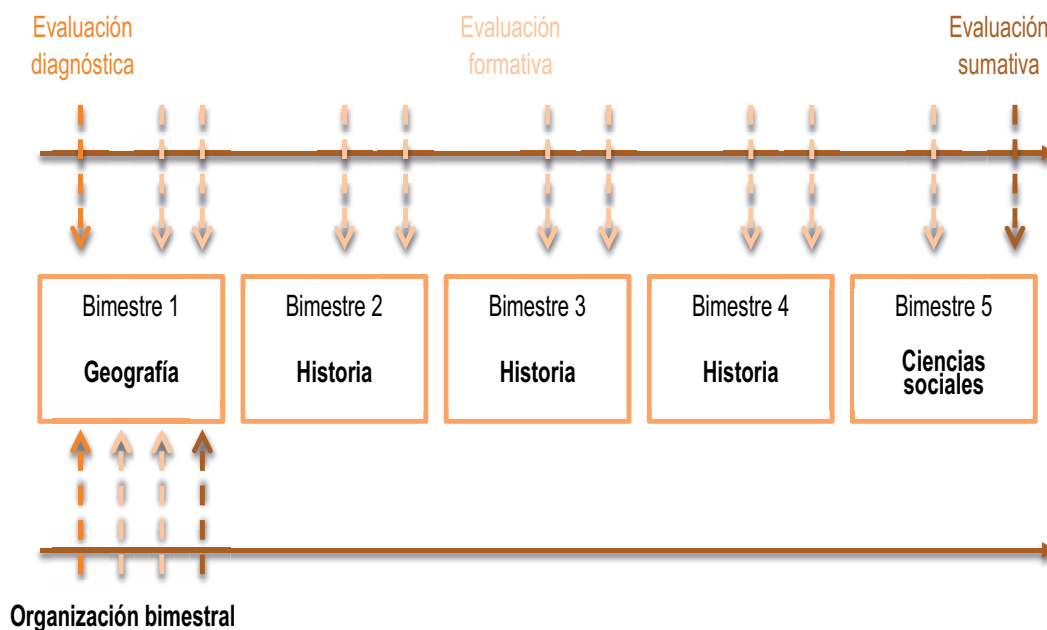 Evaluación
diagnóstica
Evaluación
formativa
Evaluación
sumativa
Bimestre 1
Geografía
Bimestre 2
Historia
Bimestre 3
Historia
Bimestre 4
Historia
Bimestre 5
Ciencias
sociales
Organización bimestral